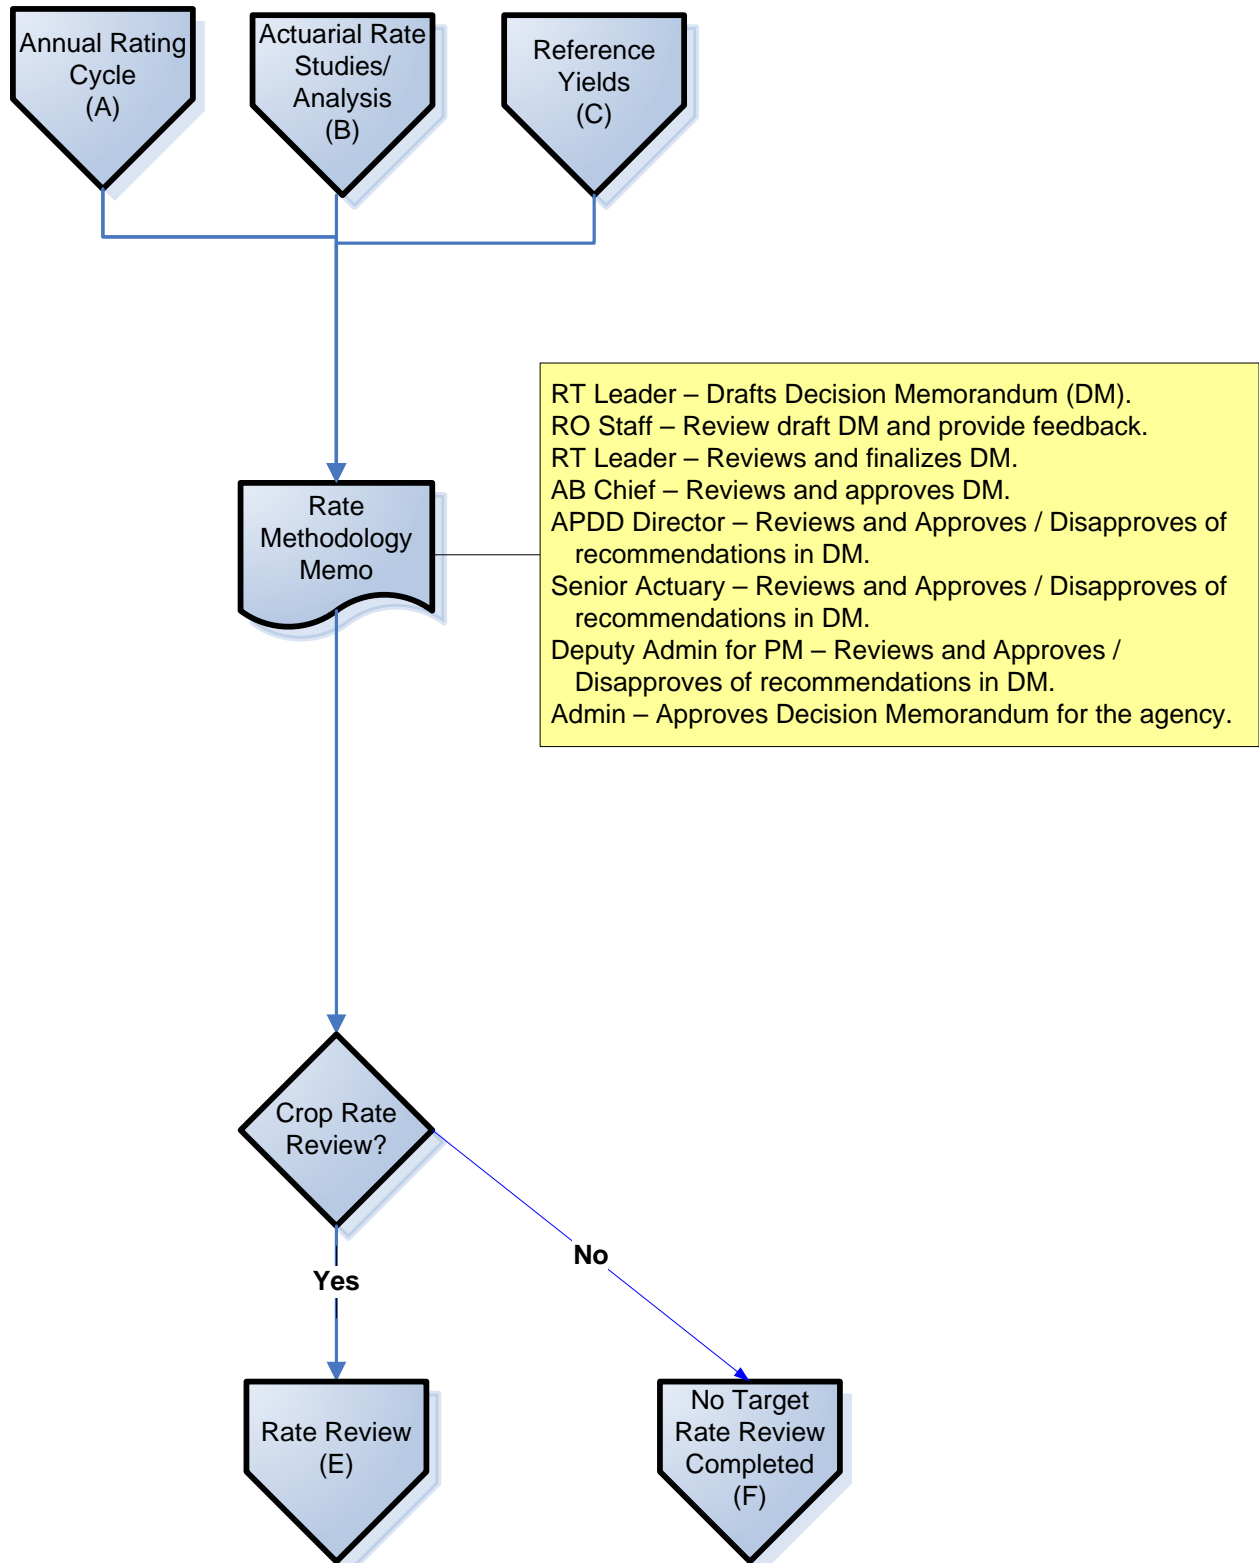 Annual Rating
Cycle
(A)
Actuarial Rate
Studies/
Analysis
(B)
Reference
Yields
(C)
RT Leader – Drafts Decision Memorandum (DM).
RO Staff – Review draft DM and provide feedback.
RT Leader – Reviews and finalizes DM.
AB Chief – Reviews and approves DM.
APDD Director – Reviews and Approves / Disapproves of
recommendations in DM.
Senior Actuary – Reviews and Approves / Disapproves of
recommendations in DM.
Deputy Admin for PM – Reviews and Approves /
Disapproves of recommendations in DM.
Admin – Approves Decision Memorandum for the agency.
Rate
Methodology
Memo
Crop Rate
Review?
No
Yes
Rate Review
(E)
No Target
Rate Review
Completed
(F)